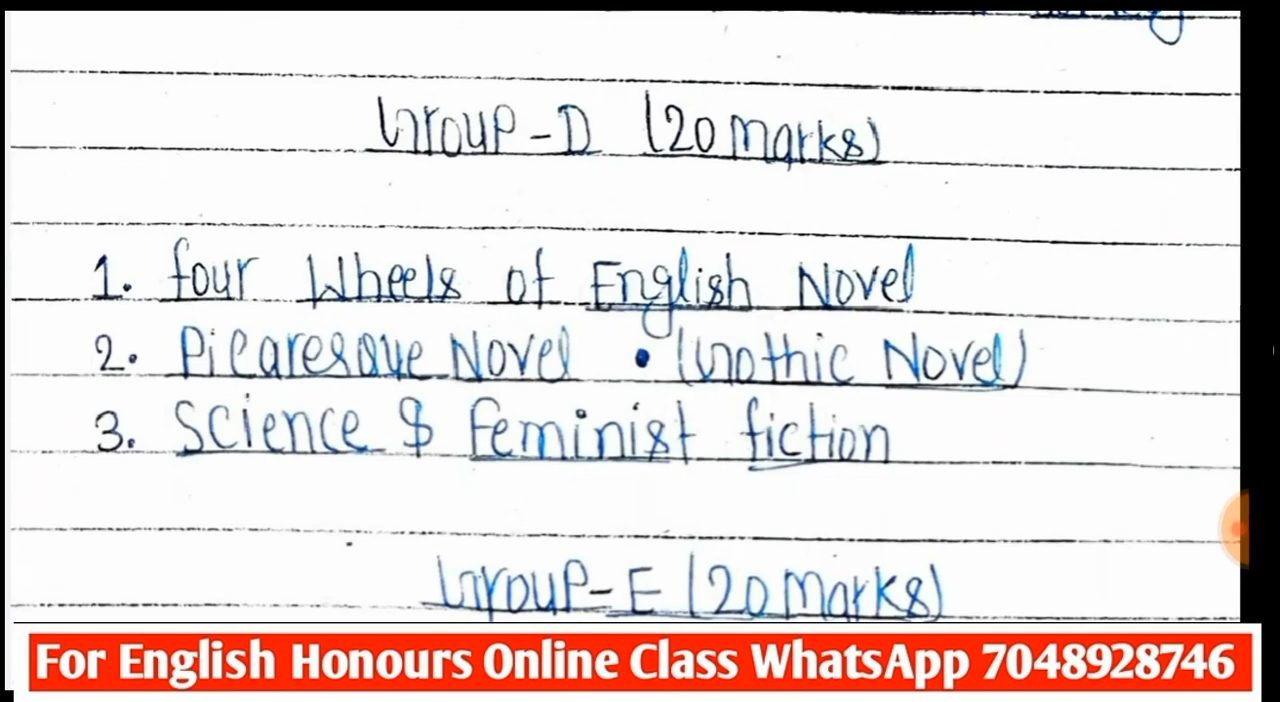 Group-D (20 Marks)
1. four Wheels of English Novel
2. Picaresque Novel • (Gothic Novel)
3. Science & Feminist fiction
Group-E (20 Marks)
For English Honours Online Class WhatsApp 7048928746